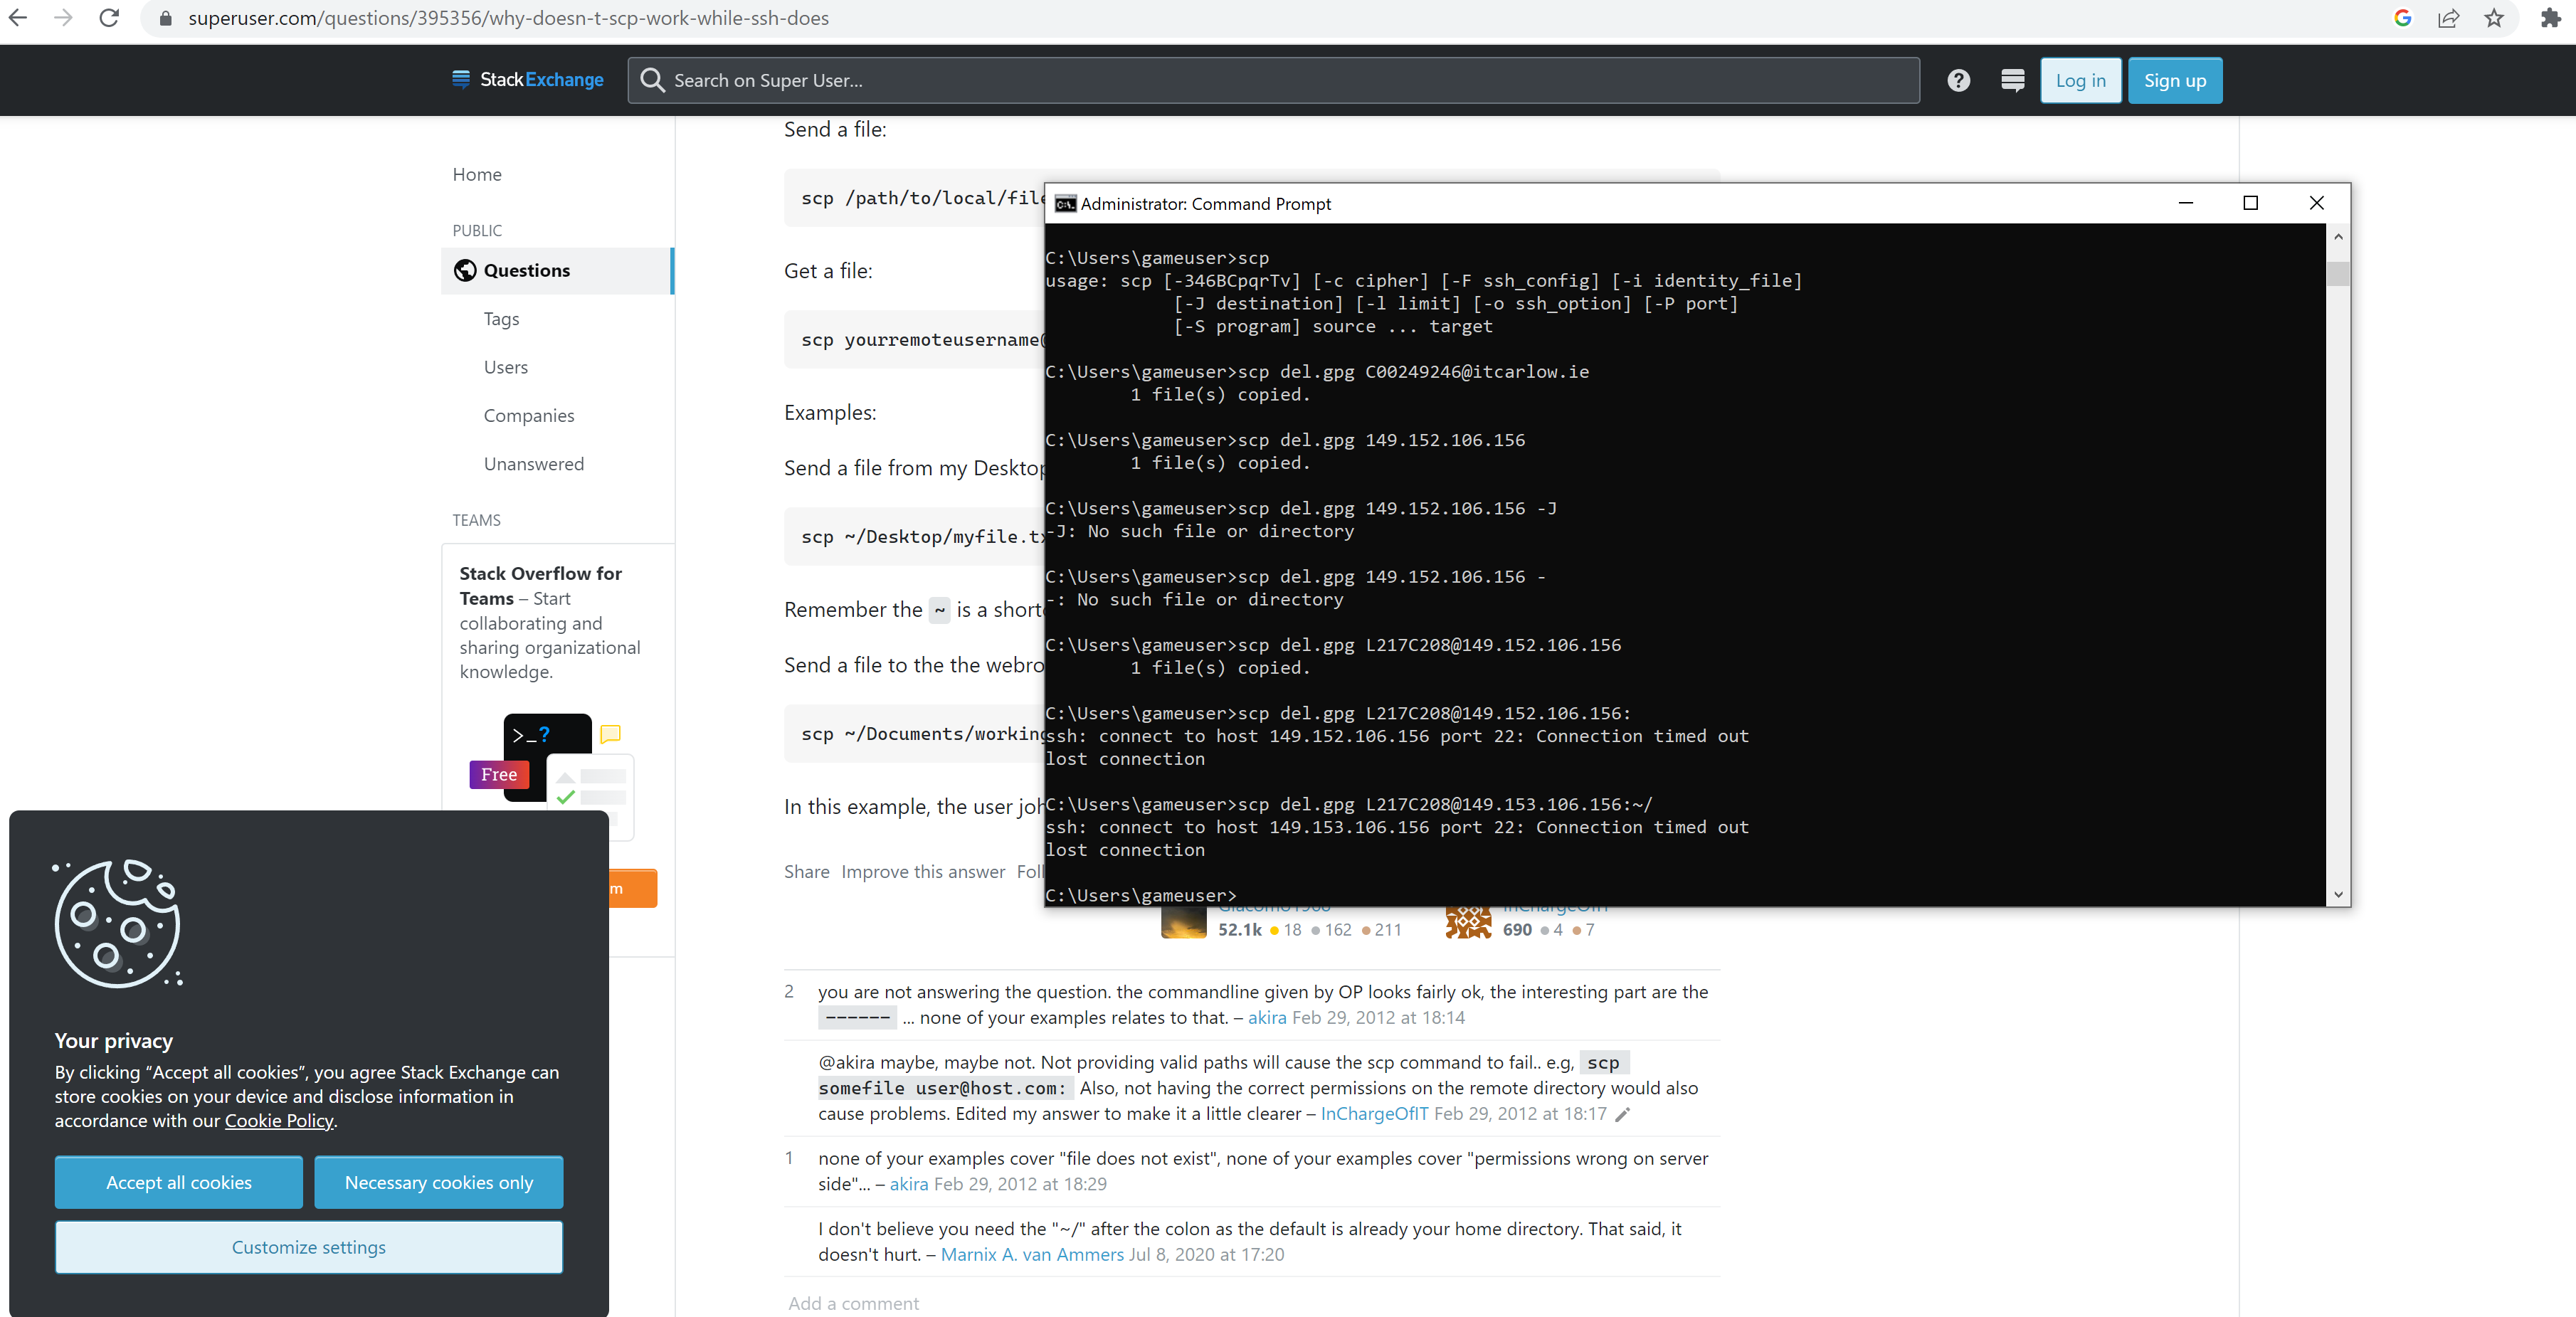 superuser.com/questions/395356/why-doesn-t-scp-work-while-ssh-does
StackExchange
Search on Super User...
Log in
Sign up
Home
PUBLIC
Questions
Tags
Users
Companies
Unanswered
TEAMS
Stack Overflow for
Teams – Start
collaborating and
sharing organizational
knowledge.
>_?
Free
m
Send a file:
scp /path/to/local/file
Get a file:
scp yourremoteusername@
Examples:
Send a file from my Desktop
scp ~/Desktop/myfile.tx
Remember the ~ is a short
Send a file to the the webro
scp ~/Documents/working
In this example, the user joh
Share Improve this answer Foll
Administrator: Command Prompt
C:\Users\gameuser>scp
usage: scp [-346BCpqrTv] [-c cipher] [-F ssh_config] [-i identity_file]
[-J destination] [-l limit] [-o ssh_option] [-P port]
[-S program] source ... target
C:\Users\gameuser>scp del.gpg C00249246@itcarlow.ie
1 file(s) copied.
C:\Users\gameuser>scp del.gpg 149.152.106.156
1 file(s) copied.
C:\Users\gameuser>scp del.gpg 149.152.106.156 -J
-J: No such file or directory
C:\Users\gameuser>scp del.gpg 149.152.106.156 -
-: No such file or directory
C:\Users\gameuser>scp del.gpg L217C208@149.152.106.156
1 file(s) copied.
C:\Users\gameuser>scp del.gpg L217C208@149.152.106.156:
ssh: connect to host 149.152.106.156 port 22: Connection timed out
lost connection
C:\Users\gameuser>scp del.gpg L217C208@149.153.106.156:~/
ssh: connect to host 149.153.106.156 port 22: Connection timed out
lost connection
C:\Users\gameuser>
52.1k 18 162 211
InChargeOfIT
690 4 7
2 you are not answering the question. the commandline given by OP looks fairly ok, the interesting part are the
------ ... none of your examples relates to that. – akira Feb 29, 2012 at 18:14
@akira maybe, maybe not. Not providing valid paths will cause the scp command to fail.. e.g, scp
somefile user@host.com: Also, not having the correct permissions on the remote directory would also
cause problems. Edited my answer to make it a little clearer – InChargeOfIT Feb 29, 2012 at 18:17
1 none of your examples cover "file does not exist", none of your examples cover "permissions wrong on server
side"... – akira Feb 29, 2012 at 18:29
I don't believe you need the "~/" after the colon as the default is already your home directory. That said, it
doesn't hurt. – Marnix A. van Ammers Jul 8, 2020 at 17:20
Add a comment
Your privacy
By clicking “Accept all cookies”, you agree Stack Exchange can
store cookies on your device and disclose information in
accordance with our Cookie Policy.
Accept all cookies
Necessary cookies only
Customize settings